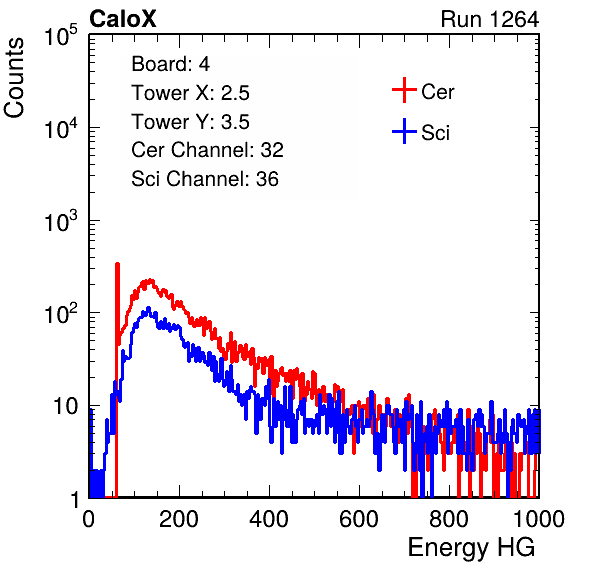 CaloX Run 1264
Counts
Board: 4
Tower X: 2.5
Tower Y: 3.5
Cer Channel: 32
Sci Channel: 36
Cer
Sci
10^5
10^4
10^3
10^2
10
1
0 200 400 600 800 1000
Energy HG